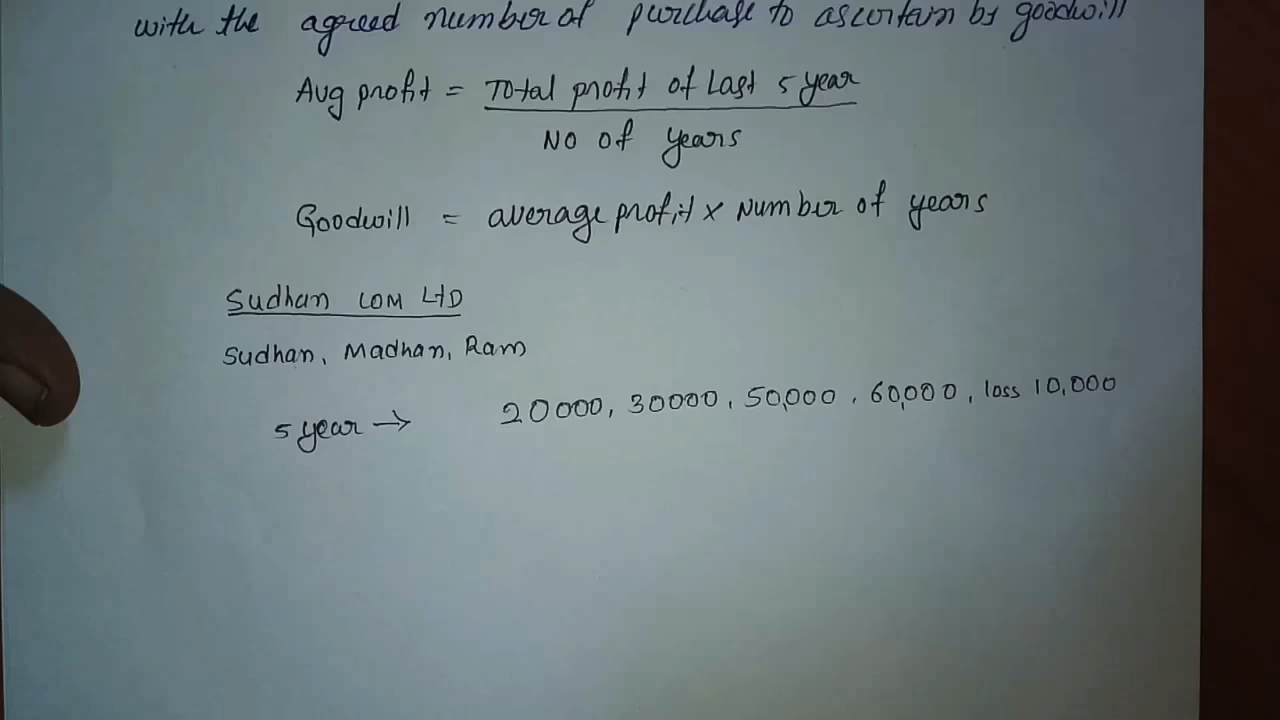 with the agreed number of purchase to ascertain by goodwill
Avg profit = Total profit of Last 5 year
No of years
Goodwill = average profit x Number of years
Sudhan COM LTD
Sudhan, Madhan, Ram
5 year → 20000, 30000, 50,000, 60,000, loss 10,000